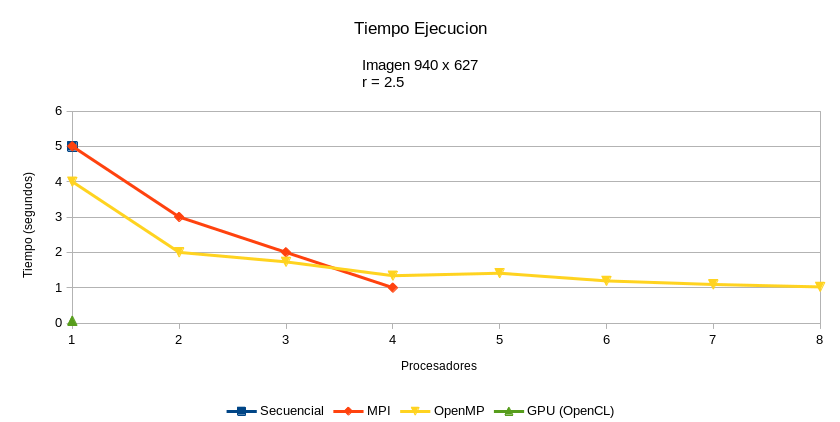 Tiempo Ejecucion
Imagen 940 x 627
r = 2.5
6
5
4
3
2
1
0
Tiempo (segundos)
1 2 3 4 5 6 7 8
Procesadores
Secuencial MPI OpenMP GPU (OpenCL)